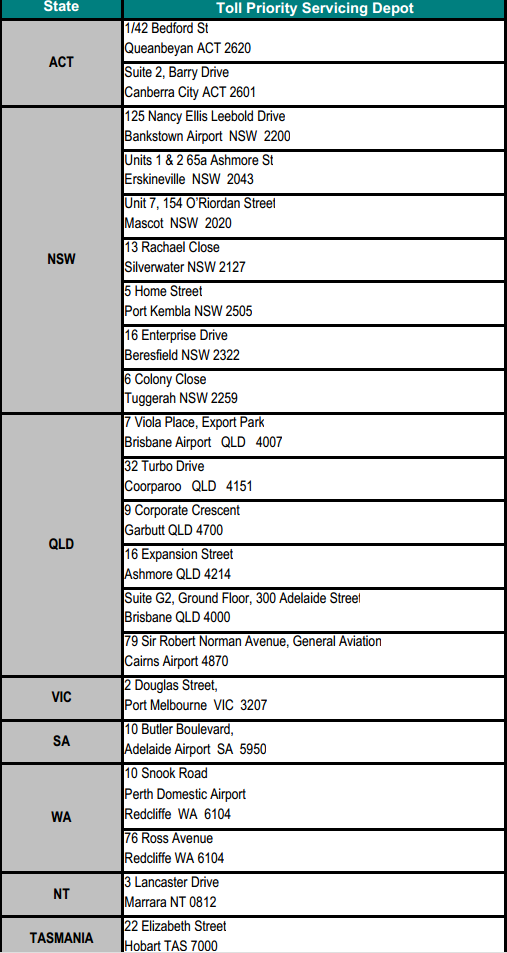 State Toll Priority Servicing Depot
ACT
1/42 Bedford St
Queanbeyan ACT 2620
Suite 2, Barry Drive
Canberra City ACT 2601
NSW
125 Nancy Ellis Leebold Drive
Bankstown Airport NSW 2200
Units 1 & 2 65a Ashmore St
Erskineville NSW 2043
Unit 7, 154 O'Riordan Street
Mascot NSW 2020
13 Rachael Close
Silverwater NSW 2127
5 Home Street
Port Kembla NSW 2505
16 Enterprise Drive
Beresfield NSW 2322
6 Colony Close
Tuggerah NSW 2259
QLD
7 Viola Place, Export Park
Brisbane Airport QLD 4007
32 Turbo Drive
Coorparoo QLD 4151
9 Corporate Crescent
Garbutt QLD 4700
16 Expansion Street
Ashmore QLD 4214
Suite G2, Ground Floor, 300 Adelaide Street
Brisbane QLD 4000
79 Sir Robert Norman Avenue, General Aviation
Cairns Airport 4870
VIC
2 Douglas Street,
Port Melbourne VIC 3207
SA
10 Butler Boulevard,
Adelaide Airport SA 5950
WA
10 Snook Road
Perth Domestic Airport
Redcliffe WA 6104
76 Ross Avenue
Redcliffe WA 6104
NT
3 Lancaster Drive
Marrara NT 0812
TASMANIA
22 Elizabeth Street
Hobart TAS 7000